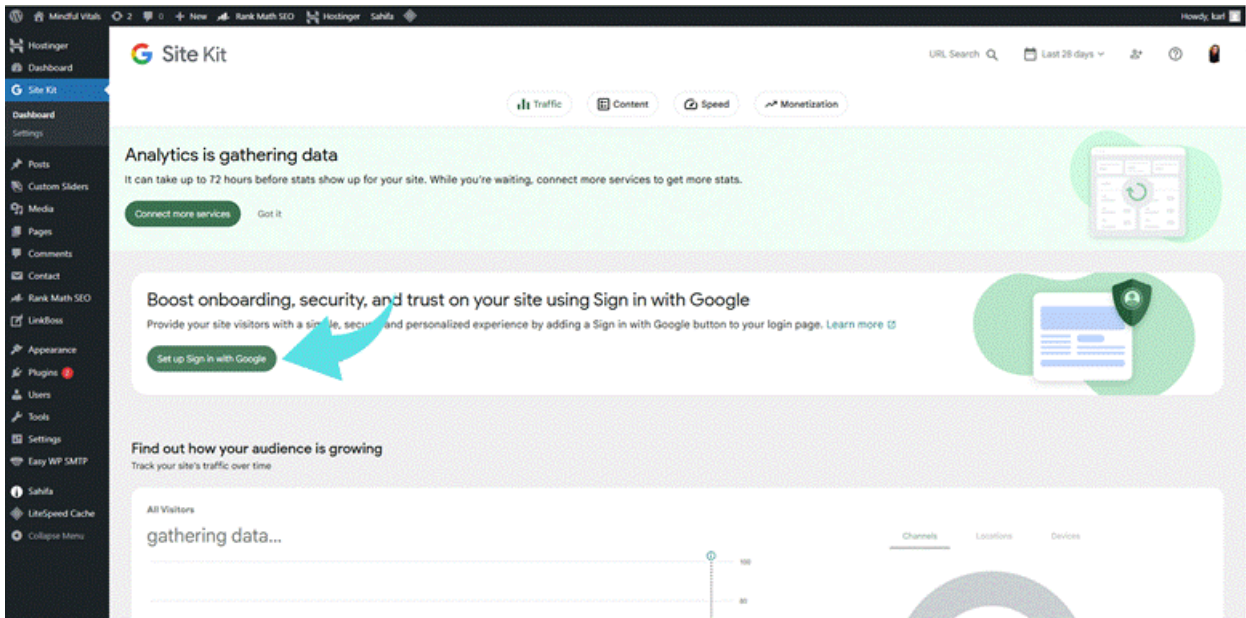 Mindful Vitals 2 0 New Rank Math SEO Hostinger Sahifa Howdy, karl
Hostinger
Dashboard
Site Kit
Dashboard
Settings
Posts
Custom Sliders
Media
Pages
Comments
Contact
Rank Math SEO
LinkBoss
Appearance
Plugins 2
Users
Tools
Settings
Easy WP SMTP
Sahifa
LiteSpeed Cache
Collapse Menu
G Site Kit
URL Search Last 28 days
Traffic Content Speed Monetization
Analytics is gathering data
It can take up to 72 hours before stats show up for your site. While you're waiting, connect more services to get more stats.
Connect more services Got it
Boost onboarding, security, and trust on your site using Sign in with Google
Provide your site visitors with a simple, secure and personalized experience by adding a Sign in with Google button to your login page. Learn more
Set up Sign in with Google
Find out how your audience is growing
Track your site's traffic over time
All Visitors
gathering data...
Channels Locations Devices
100
80